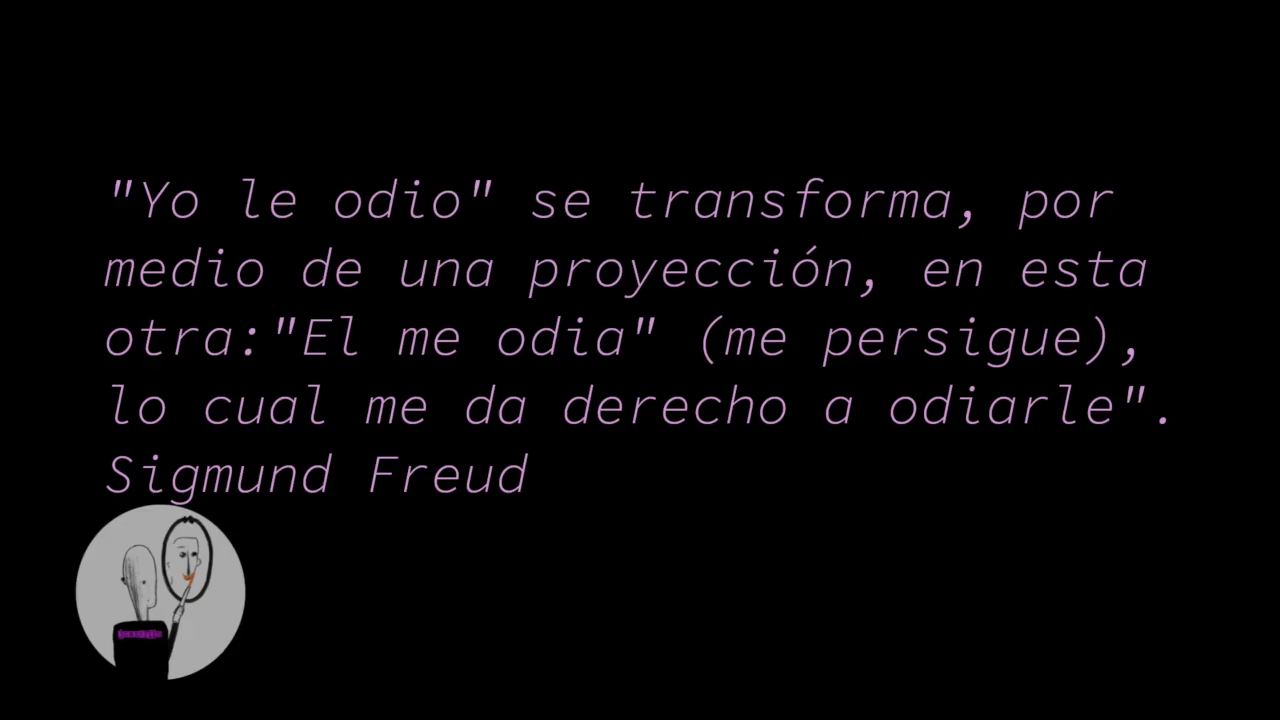 "Yo le odio" se transforma, por
medio de una proyección, en esta
otra:"El me odia" (me persigue),
lo cual me da derecho a odiarle".
Sigmund Freud